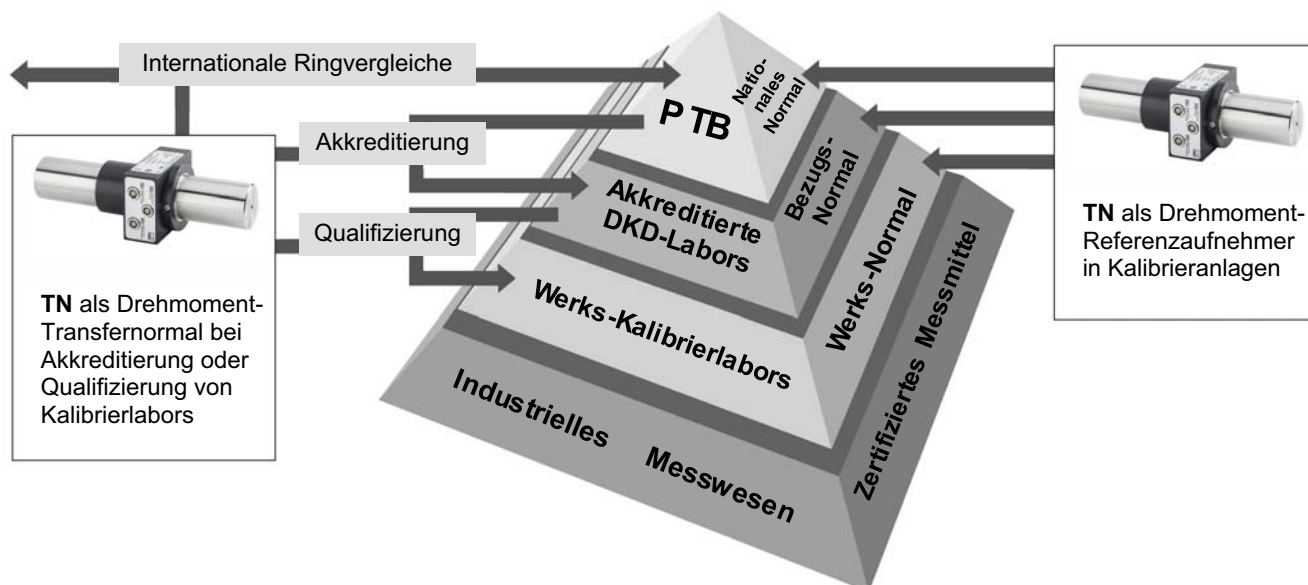 Internationale Ringvergleiche
Akkreditierung
Qualifizierung
TN als Drehmoment-
Transfernormal bei
Akkreditierung oder
Qualifizierung von
Kalibrierlabors
PTB
Natio-
nales
Normal
Akkreditierte
DKD-Labors
Bezugs-
Normal
Werks-Kalibrierlabors
Werks-Normal
Industrielles Messwesen
Zertifiziertes Messmittel
TN als Drehmoment-
Referenzaufnehmer
in Kalibrieranlagen